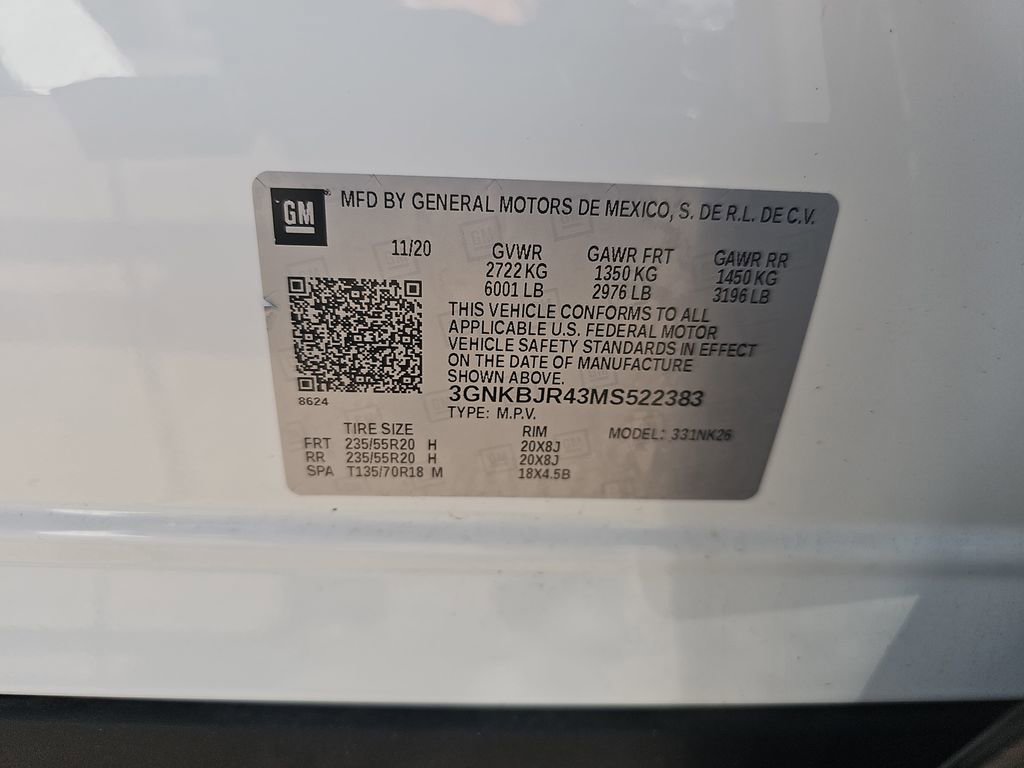 GM ® MFD BY GENERAL MOTORS DE MEXICO, S. DE R.L. DE C.V.
11/20 GVWR GAWR FRT GAWR RR
2722 KG 1350 KG 1450 KG
6001 LB 2976 LB 3196 LB
THIS VEHICLE CONFORMS TO ALL
APPLICABLE U.S. FEDERAL MOTOR
VEHICLE SAFETY STANDARDS IN EFFECT
ON THE DATE OF MANUFACTURE
SHOWN ABOVE.
8624
3GNKBJR43MS522383
TYPE: M.P.V.
TIRE SIZE RIM MODEL: 331NK26
FRT 235/55R20 H 20X8J
RR 235/55R20 H 20X8J
SPA T135/70R18 M 18X4.5B